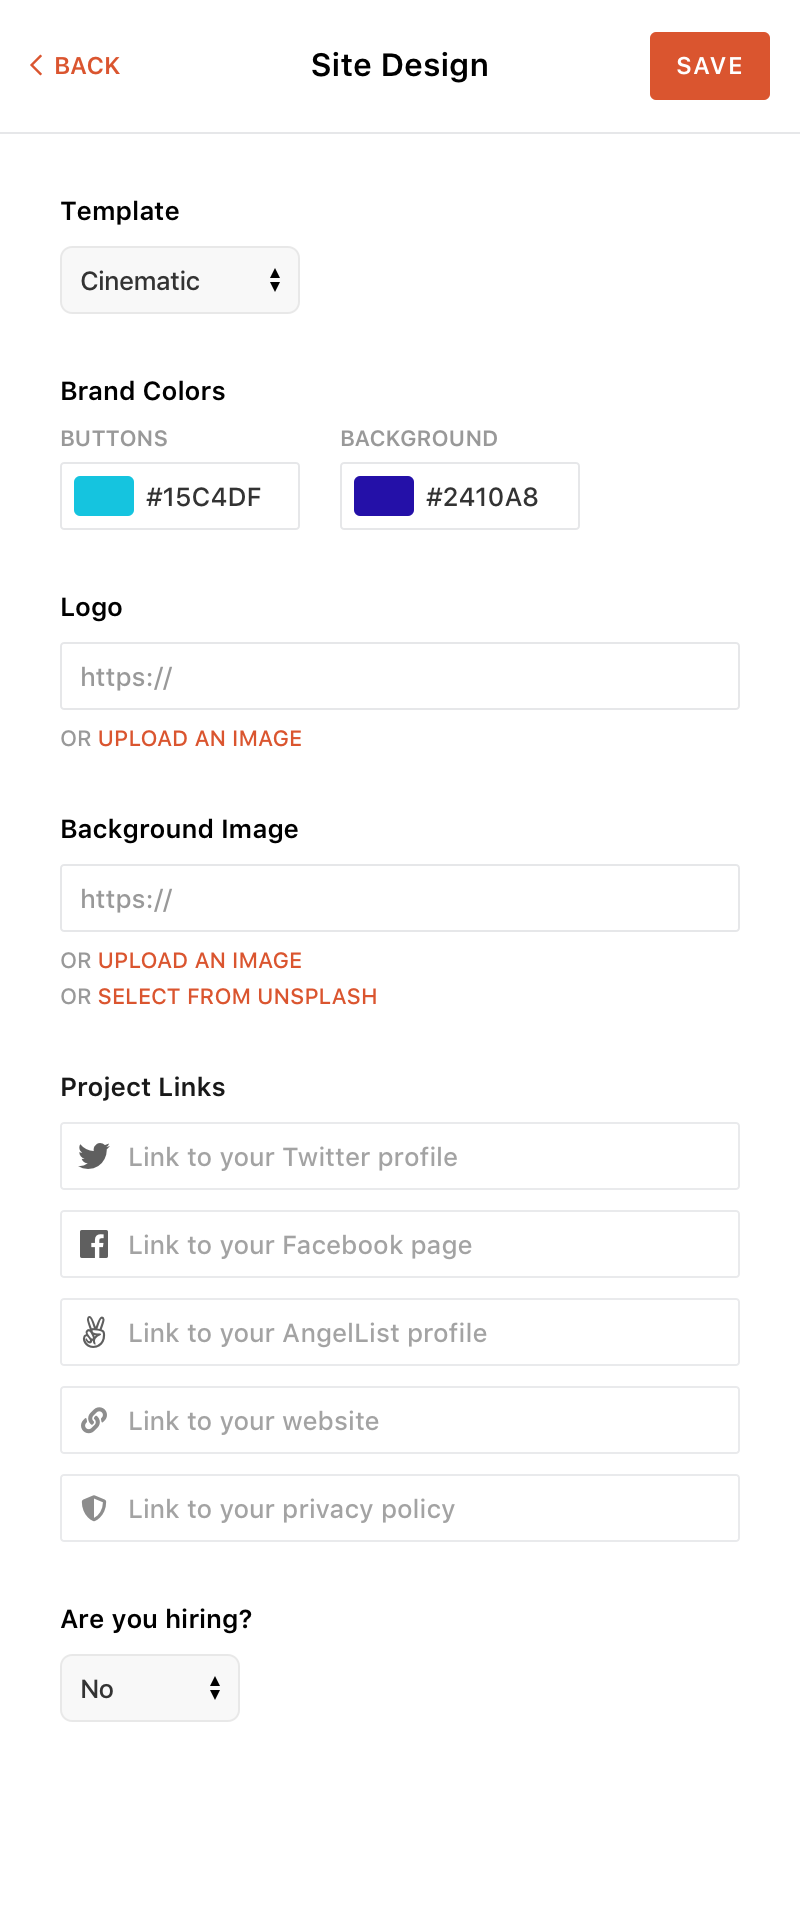 BACK
Site Design
SAVE
Template
Cinematic
Brand Colors
BUTTONS
BACKGROUND
#15C4DF
#2410A8
Logo
https://
OR UPLOAD AN IMAGE
Background Image
https://
OR UPLOAD AN IMAGE
OR SELECT FROM UNSPLASH
Project Links
Link to your Twitter profile
Link to your Facebook page
Link to your AngelList profile
Link to your website
Link to your privacy policy
Are you hiring?
No